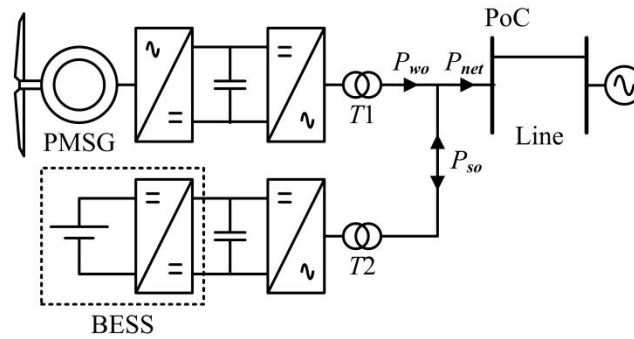 PoC
P_wo P_net
PMSG
T1
Line
P_so
T2
BESS